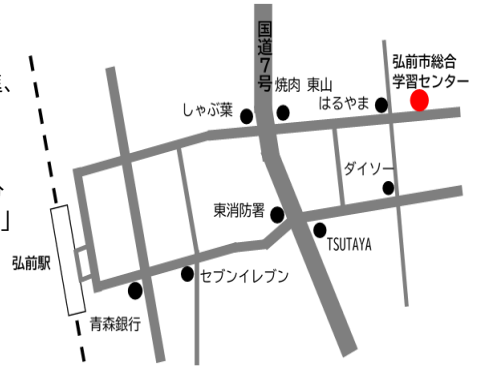 国道7号
焼肉 東山
しゃぶ葉
はるやま
弘前市総合
学習センター
ダイソー
東消防署
TSUTAYA
弘前駅
セブンイレブン
青森銀行
」